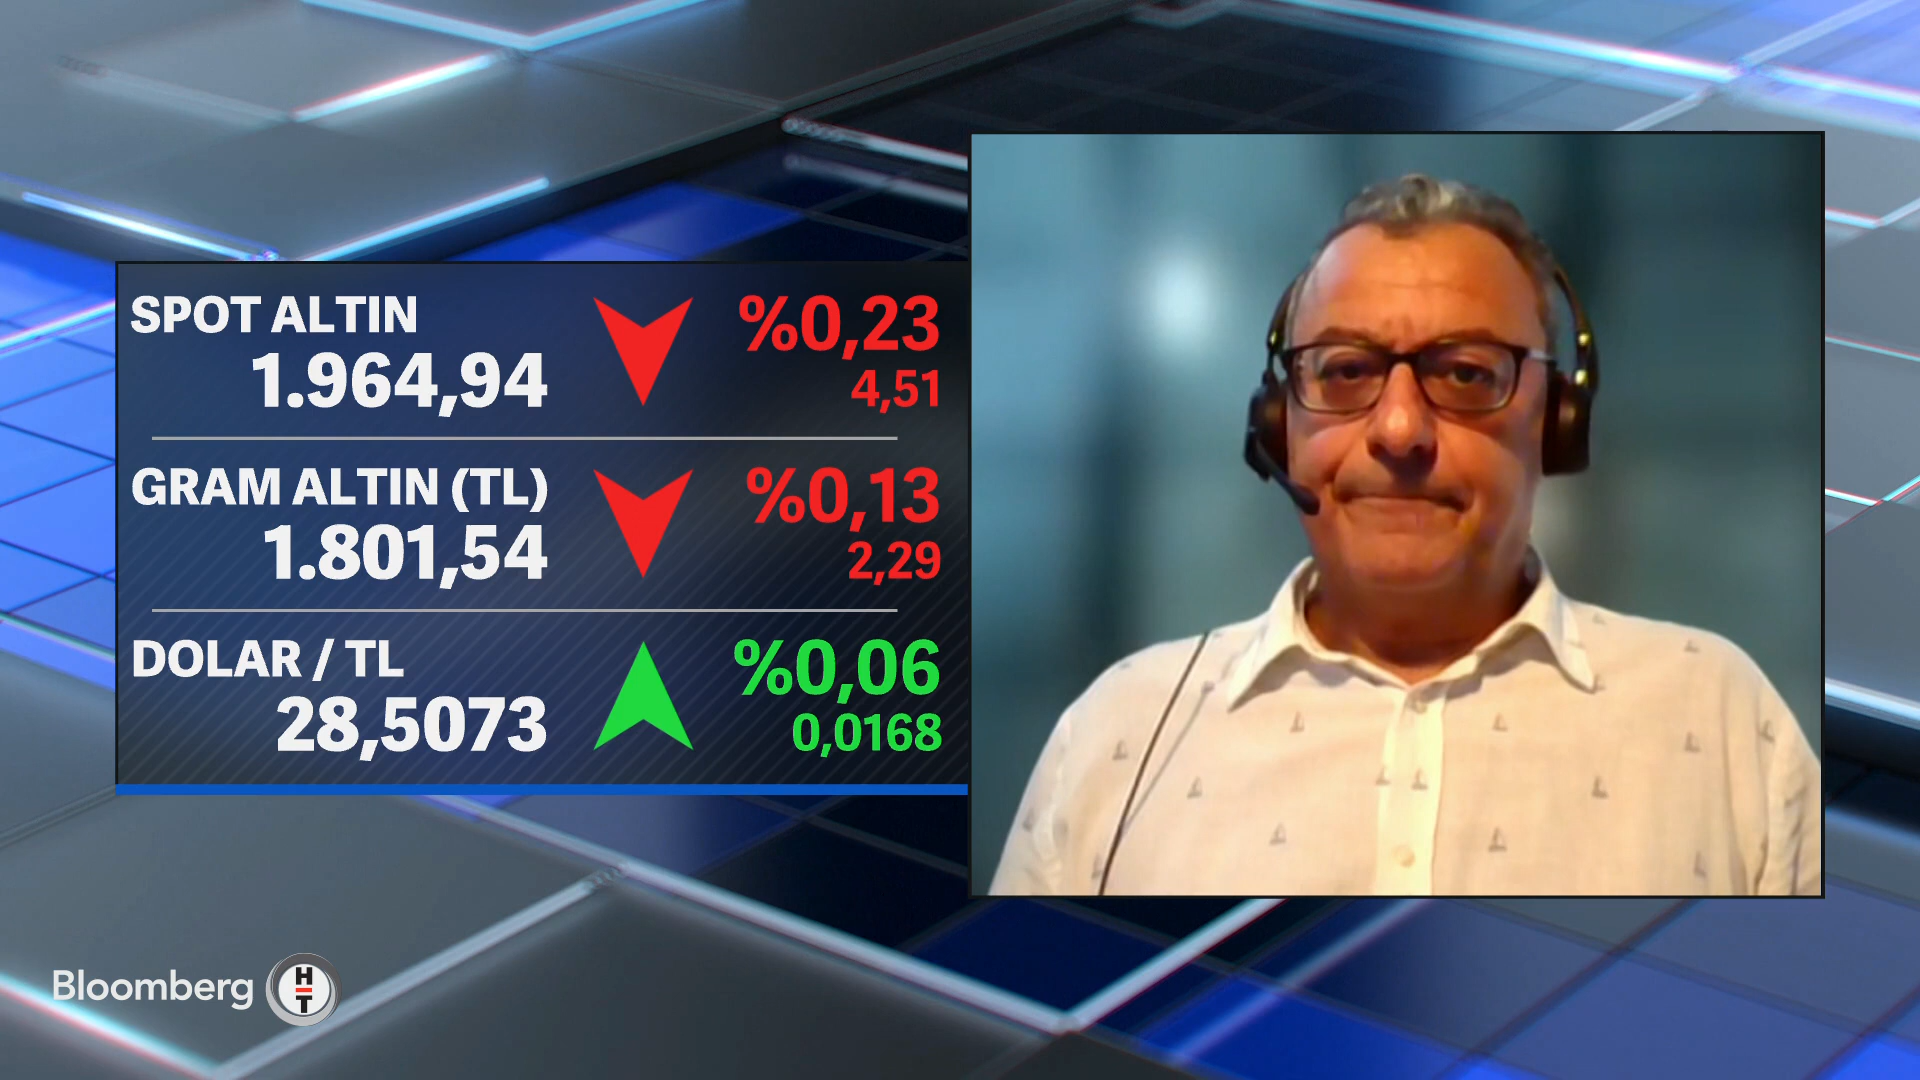 SPOT ALTIN
1.964,94
%0,23
4,51
GRAM ALTIN (TL)
1.801,54
%0,13
2,29
DOLAR / TL
28,5073
%0,06
0,0168
Bloomberg HT